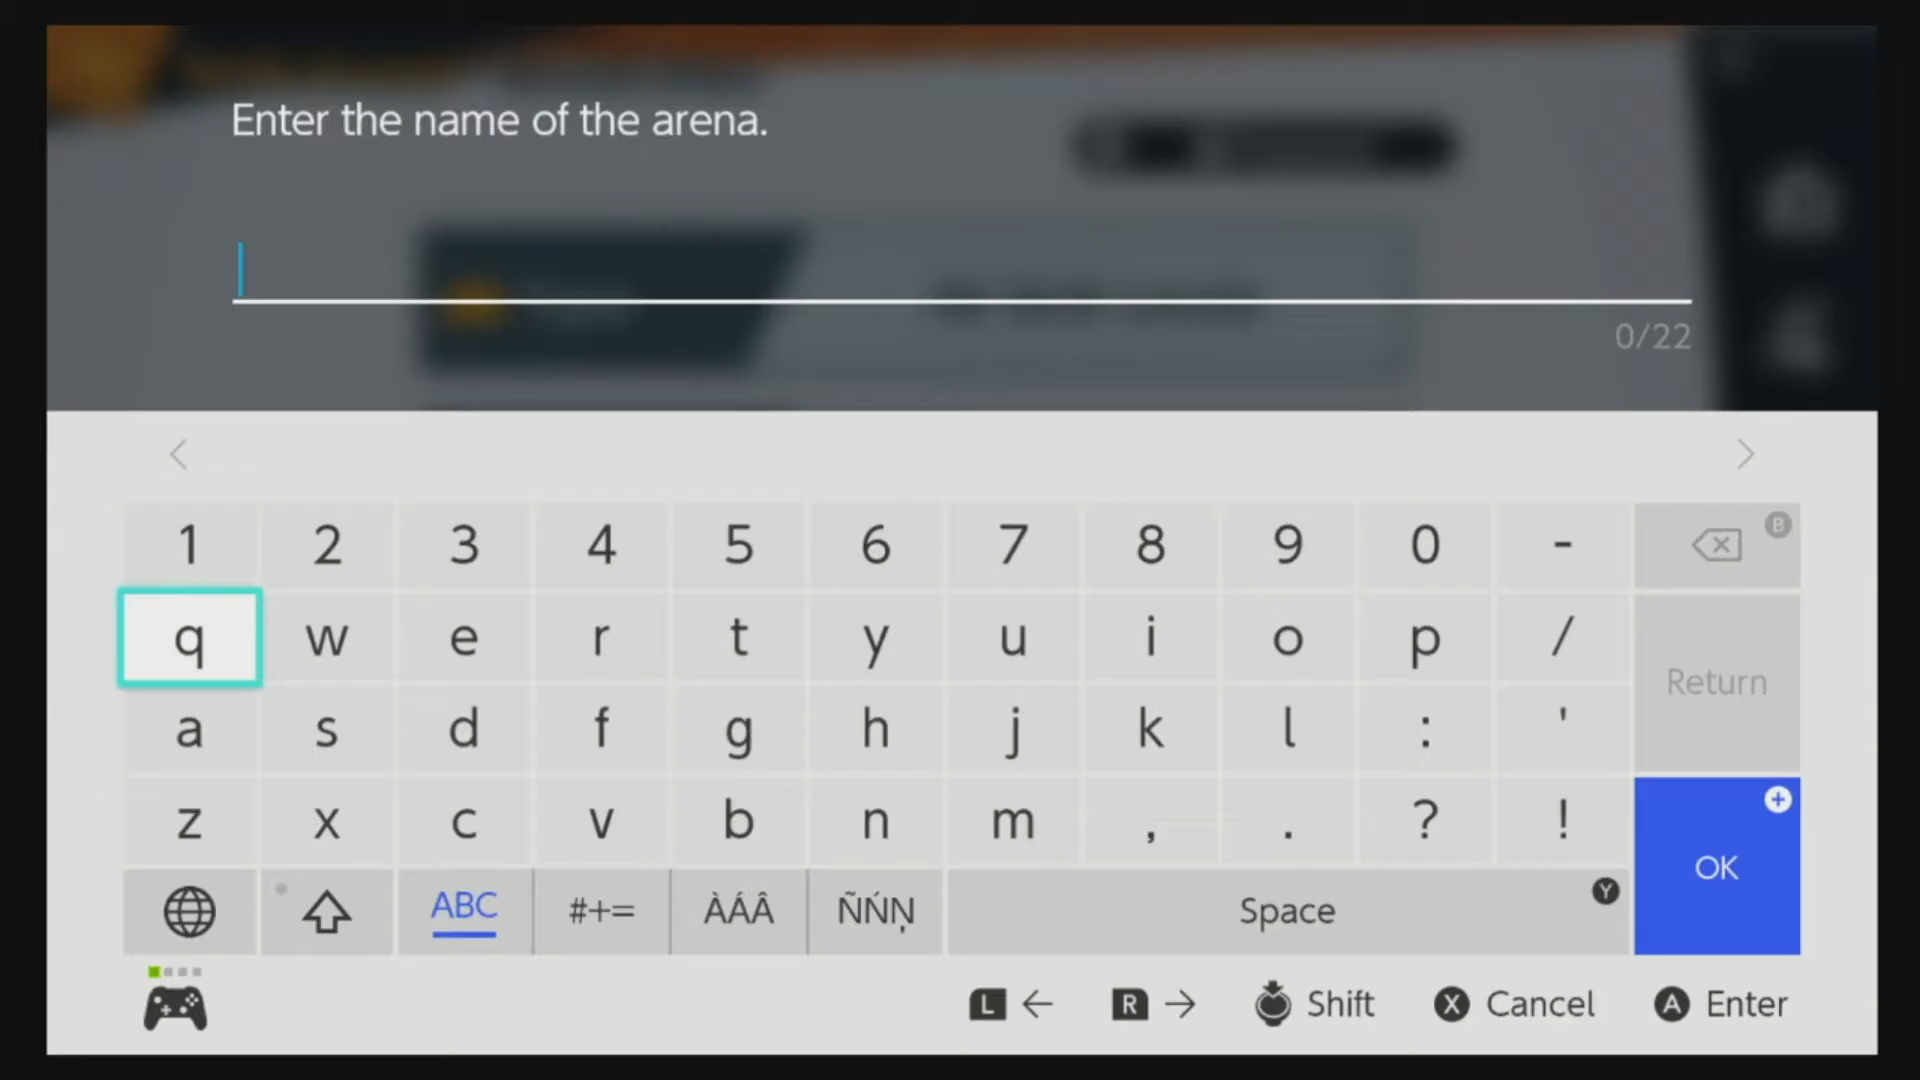 Enter the name of the arena.
0/22
1 2 3 4 5 6 7 8 9 0 - B
q w e r t y u i o p /
Return
a s d f g h j k l : '
z x c v b n m , . ? !
+
OK
ABC #+= ÀÁÂ ÑŃŅ Space Y
L ← R → Shift X Cancel A Enter